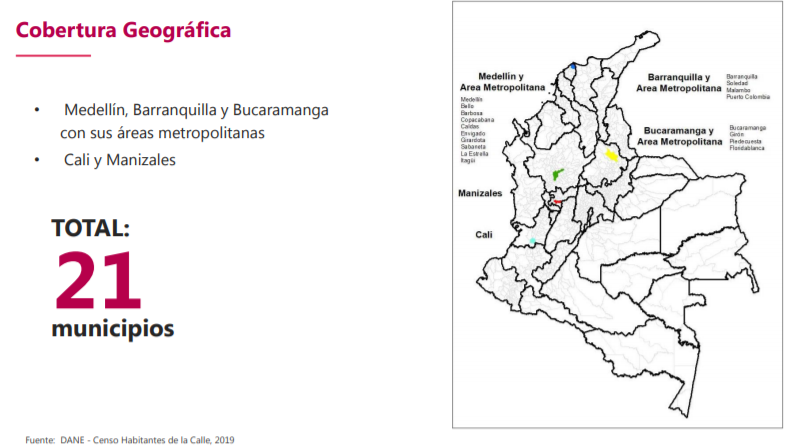 Cobertura Geográfica
• Medellín, Barranquilla y Bucaramanga
con sus áreas metropolitanas
• Cali y Manizales
TOTAL:
21
municipios
Medellin y
Area Metropolitana
Medellín
Bello
Barbosa
Copacabana
Caldas
Envigado
Girardota
Sabaneta
La Estrella
Itagüi
Barranquilla y
Area Metropolitana
Barranquilla
Soledad
Malambo
Puerto Colombia
Bucaramanga y
Area Metropolitana
Bucaramanga
Girón
Piedecuesta
Floridablanca
Manizales
Cali
Fuente: DANE - Censo Habitantes de la Calle, 2019